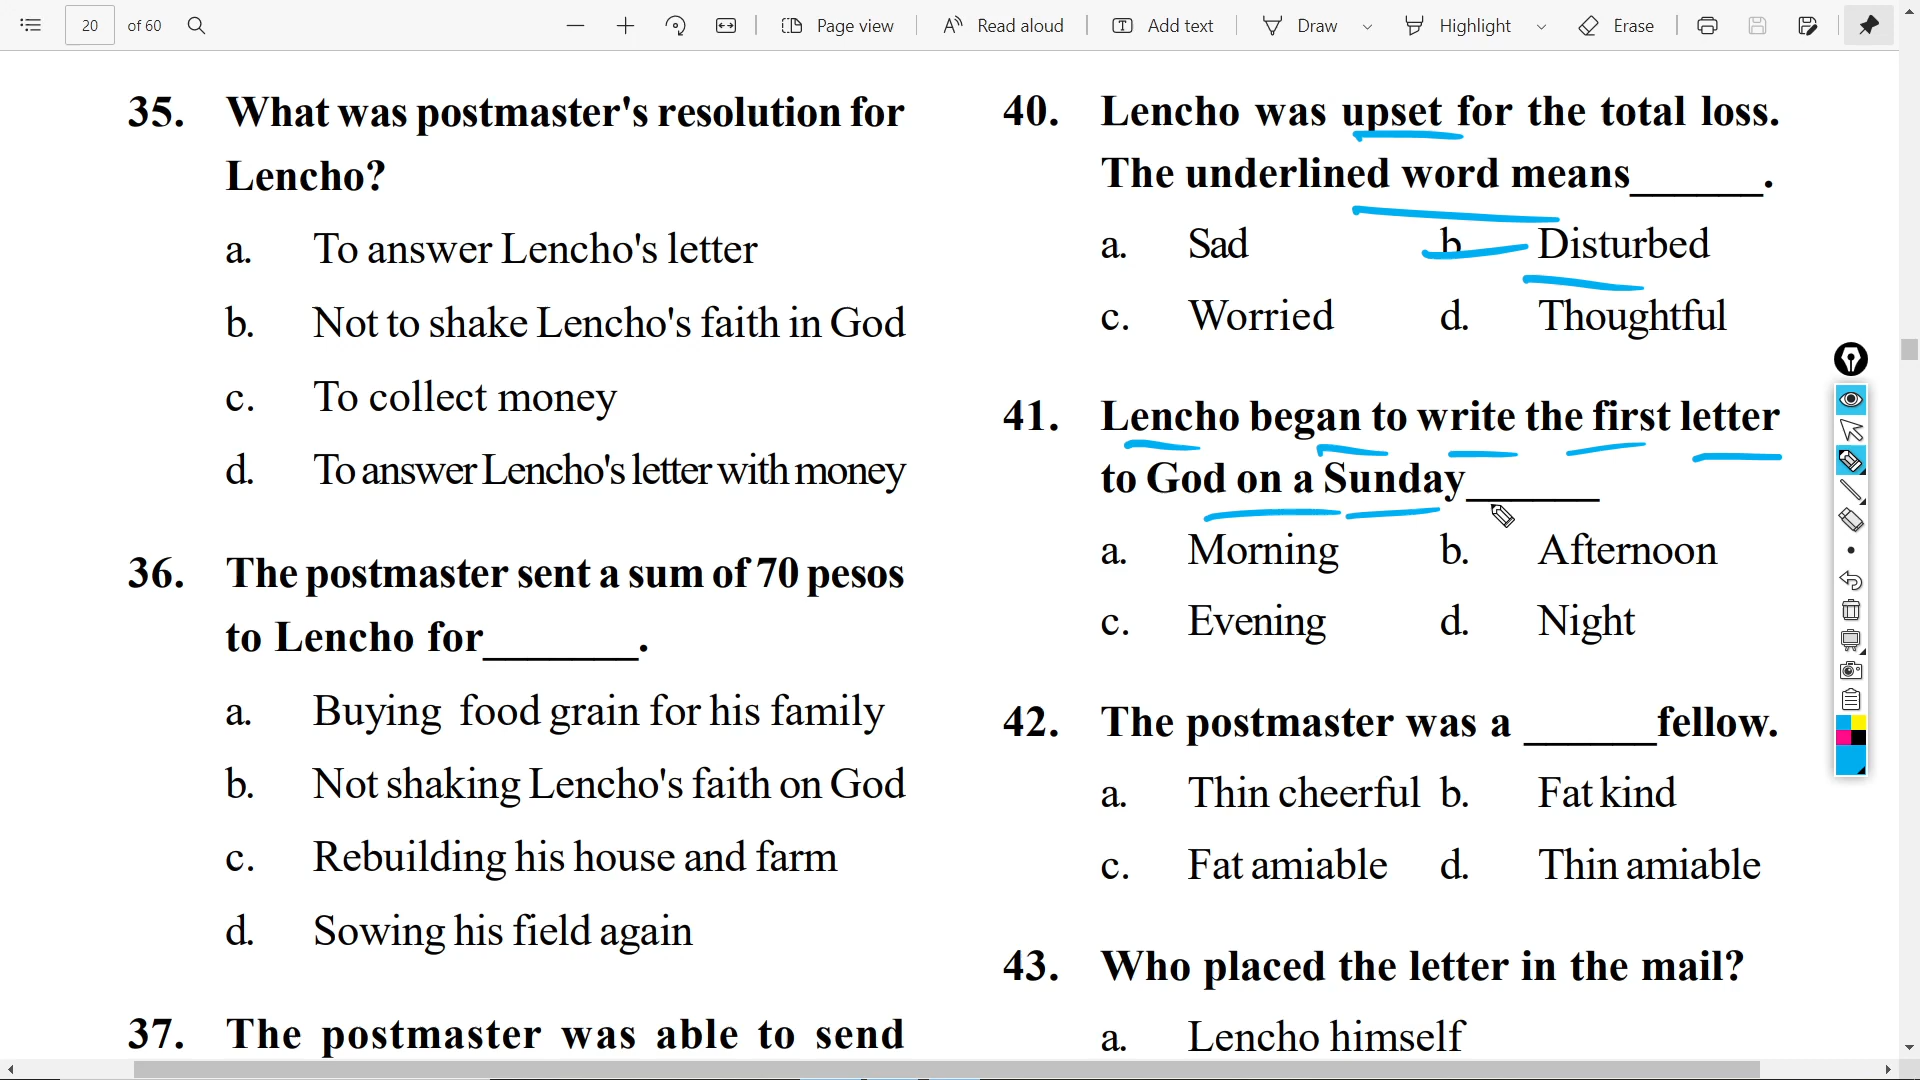 20 of 60 Page view Read aloud Add text Draw Highlight Erase
35. What was postmaster's resolution for
Lencho?
a. To answer Lencho's letter
b. Not to shake Lencho's faith in God
c. To collect money
d. To answer Lencho's letter with money
36. The postmaster sent a sum of 70 pesos
to Lencho for_______.
a. Buying food grain for his family
b. Not shaking Lencho's faith on God
c. Rebuilding his house and farm
d. Sowing his field again
37. The postmaster was able to send
40. Lencho was upset for the total loss.
The underlined word means______.
a. Sad b. Disturbed
c. Worried d. Thoughtful
41. Lencho began to write the first letter
to God on a Sunday______
a. Morning b. Afternoon
c. Evening d. Night
42. The postmaster was a ______fellow.
a. Thin cheerful b. Fat kind
c. Fat amiable d. Thin amiable
43. Who placed the letter in the mail?
a. Lencho himself